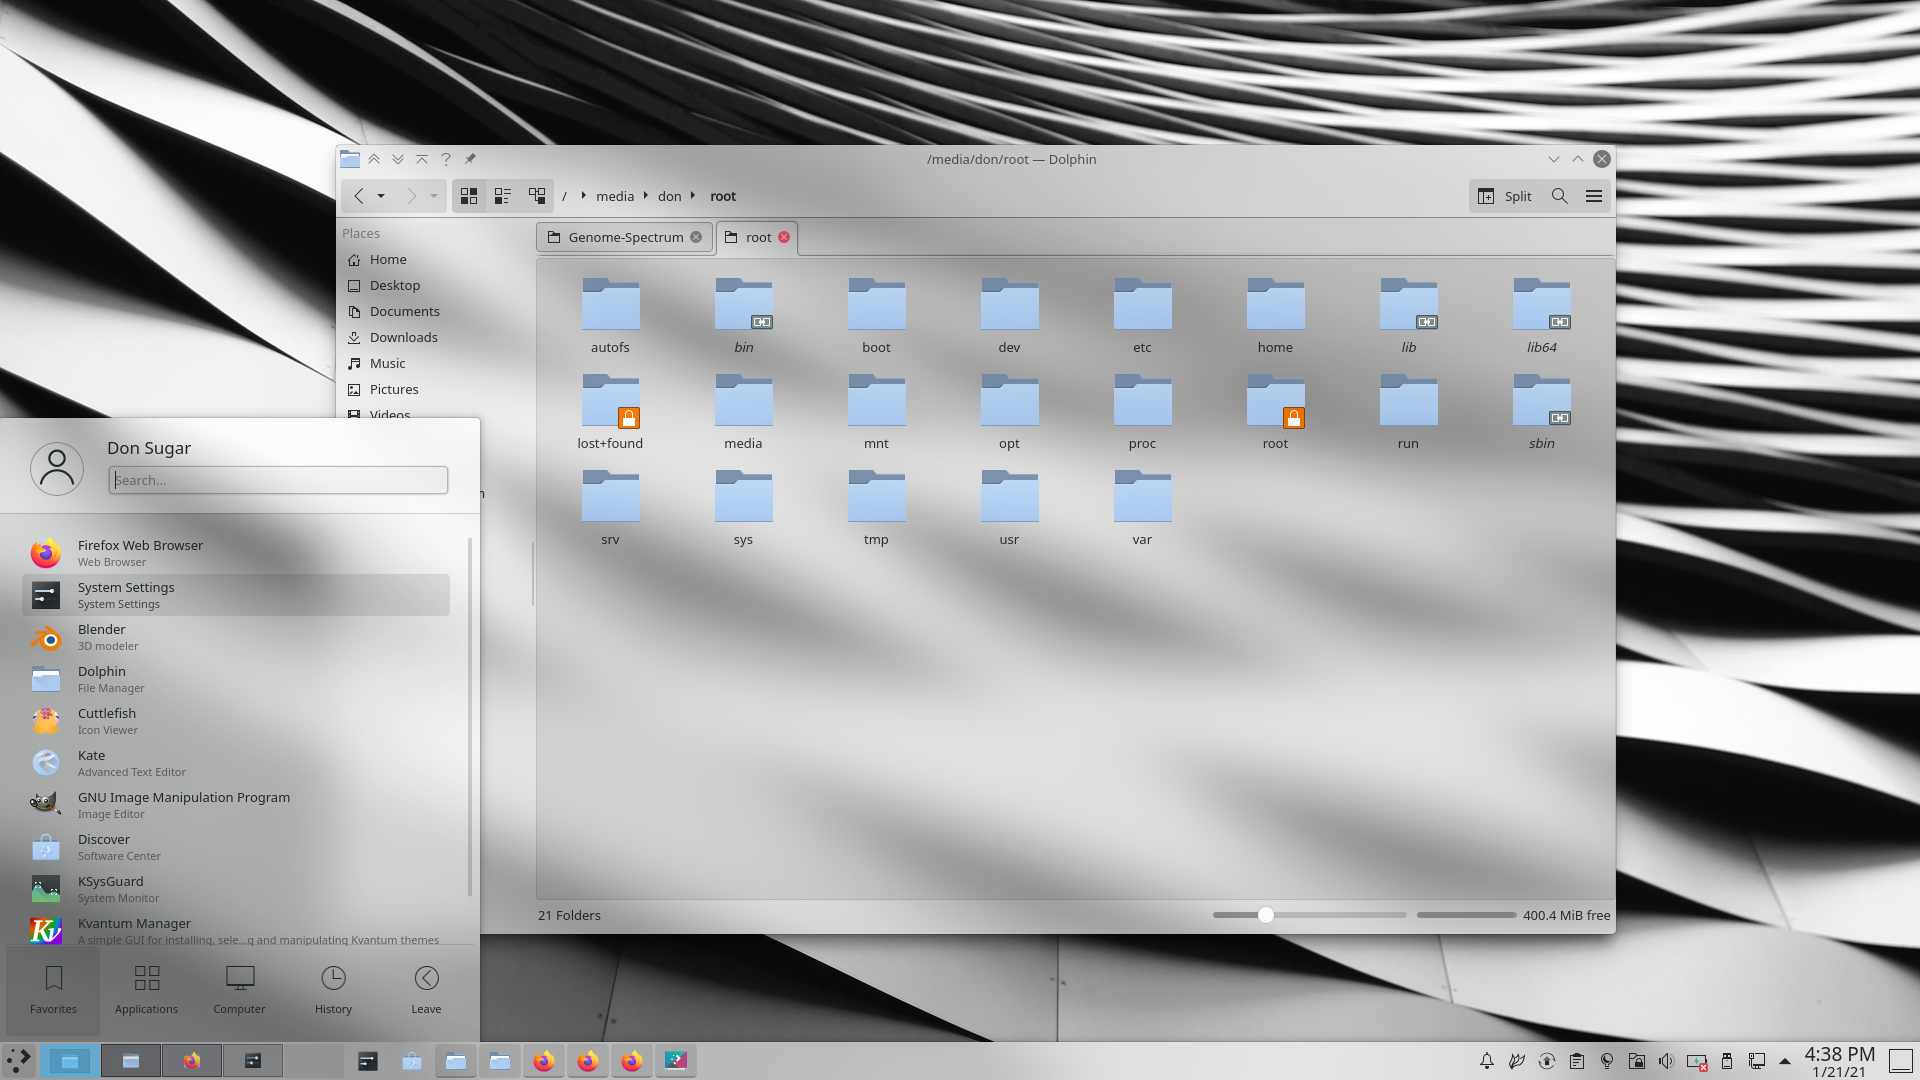 /media/don/root — Dolphin
/ media don root
Split
Places
Home
Desktop
Documents
Downloads
Music
Pictures
Videos
Genome-Spectrum
root
autofs
bin
boot
dev
etc
home
lib
lib64
lost+found
media
mnt
opt
proc
root
run
sbin
srv
sys
tmp
usr
var
21 Folders
400.4 MiB free
Don Sugar
Search...
Firefox Web Browser
Web Browser
System Settings
System Settings
Blender
3D modeler
Dolphin
File Manager
Cuttlefish
Icon Viewer
Kate
Advanced Text Editor
GNU Image Manipulation Program
Image Editor
Discover
Software Center
KSysGuard
System Monitor
Kv
Kvantum Manager
A simple GUI for installing, sele...g and manipulating Kvantum themes
Favorites
Applications
Computer
History
Leave
4:38 PM
1/21/21